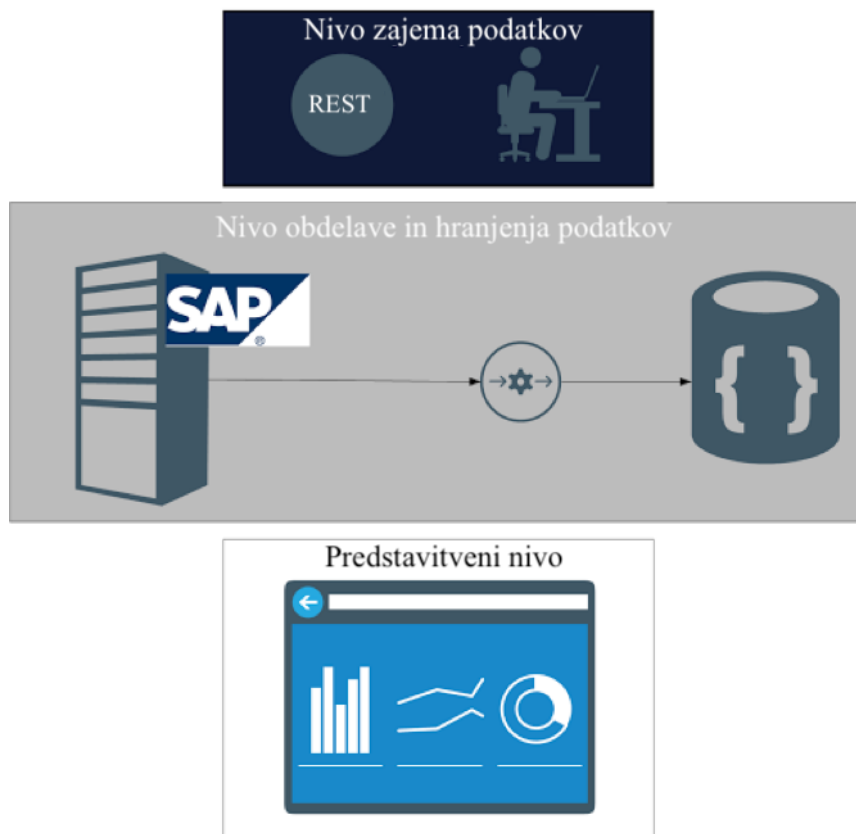 Nivo zajema podatkov
REST
Nivo obdelave in hranjenja podatkov
SAP
®
{ }
Predstavitveni nivo